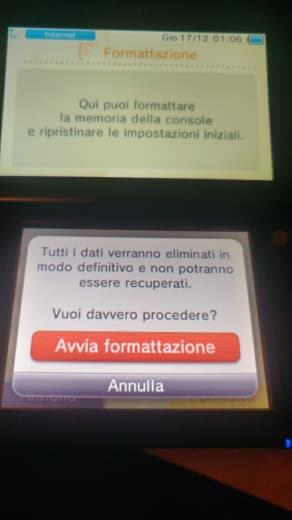 Internet
Gio 17/12 01:06
Formattazione
Qui puoi formattare
la memoria della console
e ripristinare le impostazioni iniziali.
Tutti i dati verranno eliminati in
modo definitivo e non potranno
essere recuperati.
Vuoi davvero procedere?
Avvia formattazione
Annulla
Annulla